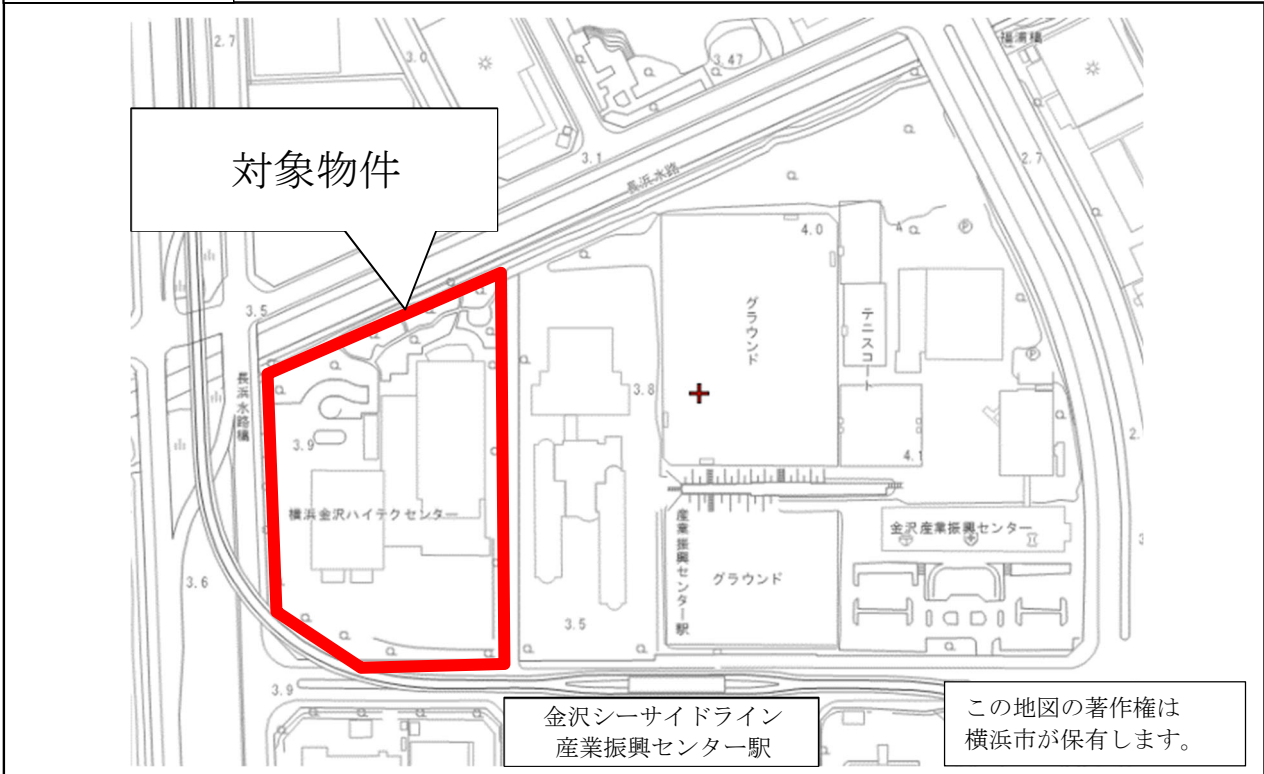 2.7
3.0
3.47
福浦橋
対象物件
3.1
長浜水路
2.7
4.0
4
P
3.5
グラウンド
テニスコート
P
長浜水路橋
3.8
3.9
4.1
2.
横浜金沢ハイテクセンター
産業振興センター駅
金沢産業振興センター
3.6
グラウンド
3.5
3.9
金沢シーサイドライン
産業振興センター駅
この地図の著作権は
横浜市が保有します。